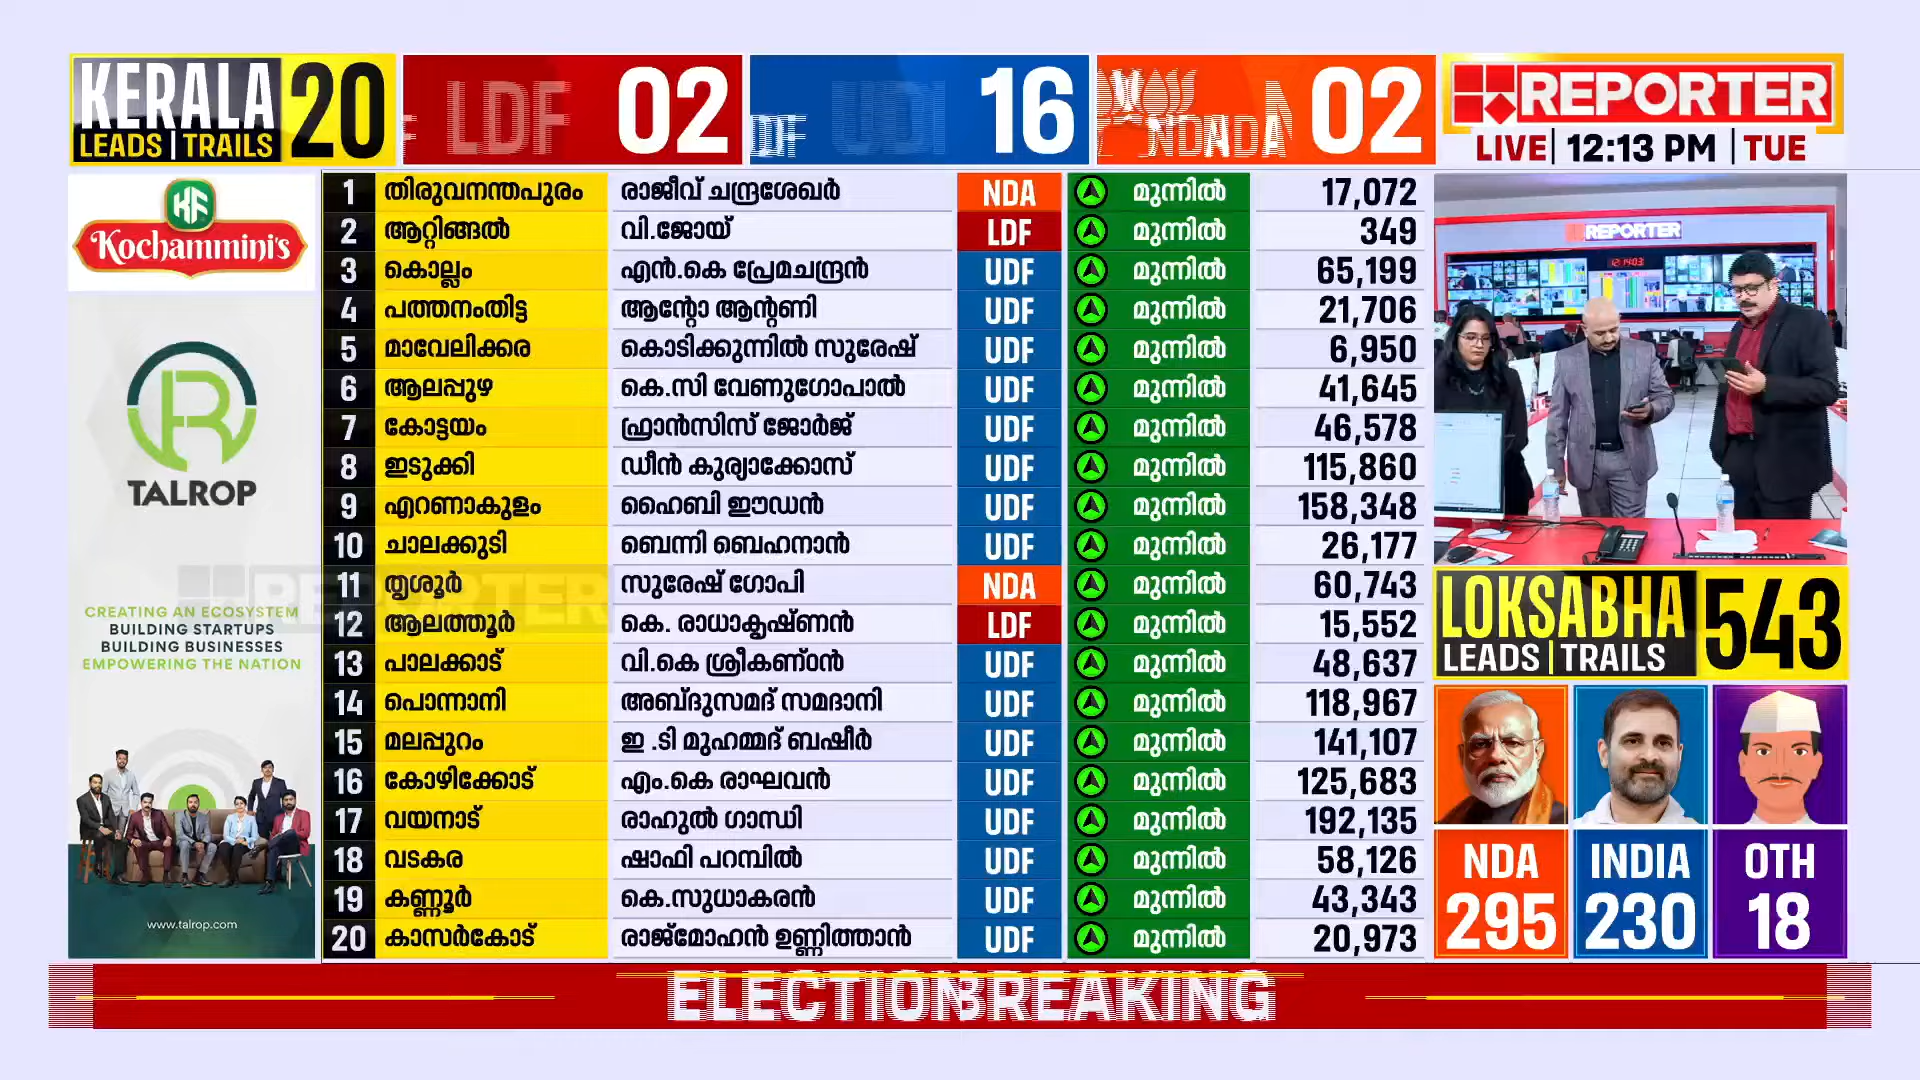 KERALA 20
LEADS | TRAILS
LDF 02
UDF 16
NDA 02
REPORTER
LIVE | 12:13 PM | TUE
KF
Kochammini's
TALROP
CREATING AN ECOSYSTEM
BUILDING STARTUPS
BUILDING BUSINESSES
EMPOWERING THE NATION
www.talrop.com
1 തിരുവനന്തപുരം രാജീവ് ചന്ദ്രശേഖർ NDA മുന്നിൽ 17,072
2 ആറ്റിങ്ങൽ വി.ജോയ് LDF മുന്നിൽ 349
3 കൊല്ലം എൻ.കെ പ്രേമചന്ദ്രൻ UDF മുന്നിൽ 65,199
4 പത്തനംതിട്ട ആന്റോ ആന്റണി UDF മുന്നിൽ 21,706
5 മാവേലിക്കര കൊടിക്കുന്നിൽ സുരേഷ് UDF മുന്നിൽ 6,950
6 ആലപ്പുഴ കെ.സി വേണുഗോപാൽ UDF മുന്നിൽ 41,645
7 കോട്ടയം ഫ്രാൻസിസ് ജോർജ് UDF മുന്നിൽ 46,578
8 ഇടുക്കി ഡീൻ കുര്യാക്കോസ് UDF മുന്നിൽ 115,860
9 എറണാകുളം ഹൈബി ഈഡൻ UDF മുന്നിൽ 158,348
10 ചാലക്കുടി ബെന്നി ബെഹനാൻ UDF മുന്നിൽ 26,177
11 തൃശൂർ സുരേഷ് ഗോപി NDA മുന്നിൽ 60,743
12 ആലത്തൂർ കെ. രാധാകൃഷ്ണൻ LDF മുന്നിൽ 15,552
13 പാലക്കാട് വി.കെ ശ്രീകണ്ഠൻ UDF മുന്നിൽ 48,637
14 പൊന്നാനി അബ്ദുസമദ് സമദാനി UDF മുന്നിൽ 118,967
15 മലപ്പുറം ഇ .ടി മുഹമ്മദ് ബഷീർ UDF മുന്നിൽ 141,107
16 കോഴിക്കോട് എം.കെ രാഘവൻ UDF മുന്നിൽ 125,683
17 വയനാട് രാഹുൽ ഗാന്ധി UDF മുന്നിൽ 192,135
18 വടകര ഷാഫി പറമ്പിൽ UDF മുന്നിൽ 58,126
19 കണ്ണൂർ കെ.സുധാകരൻ UDF മുന്നിൽ 43,343
20 കാസർകോട് രാജ്മോഹൻ ഉണ്ണിത്താൻ UDF മുന്നിൽ 20,973
REPORTER
REPORTER
LOKSABHA 543
LEADS | TRAILS
NDA INDIA OTH
295 230 18
ELECTION BREAKING